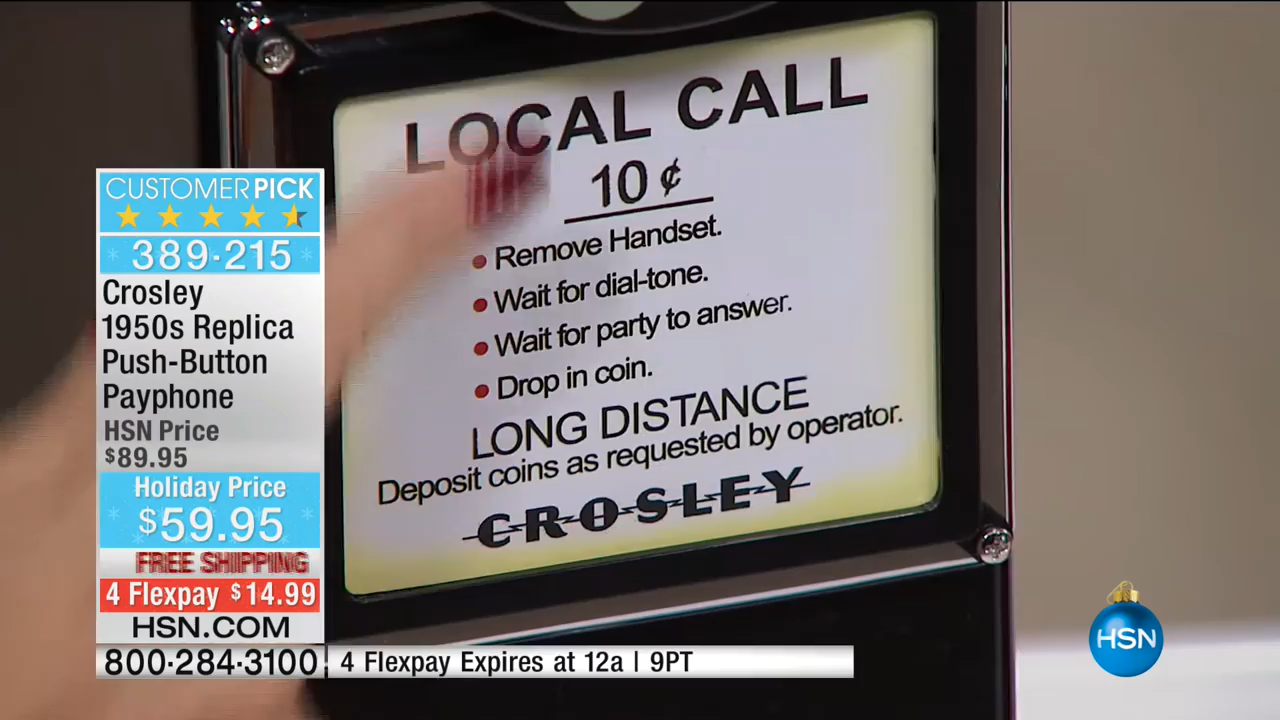 LOCAL CALL
10 ¢
• Remove Handset.
• Wait for dial-tone.
• Wait for party to answer.
• Drop in coin.
LONG DISTANCE
Deposit coins as requested by operator.
CROSLEY
CUSTOMER PICK
389·215
Crosley
1950s Replica
Push-Button
Payphone
HSN Price
$89.95
Holiday Price
$59.95
FREE SHIPPING
4 Flexpay $14.99
HSN.COM
800·284·3100
4 Flexpay Expires at 12a | 9PT
HSN